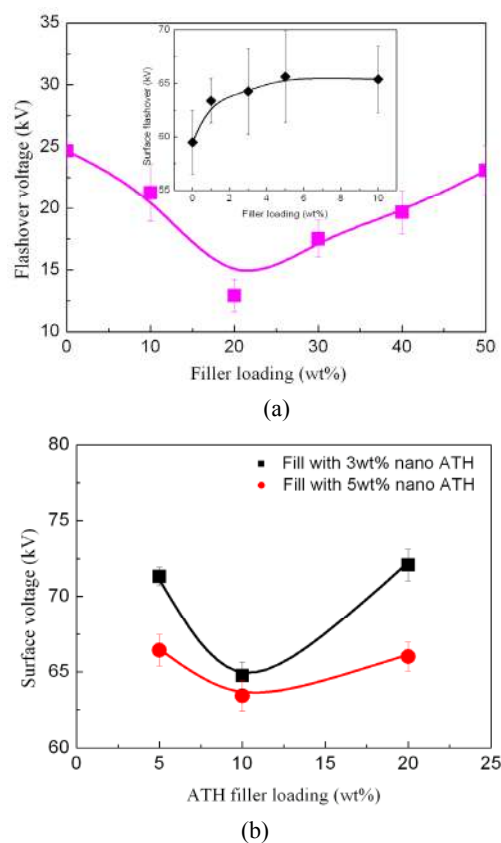 35
30
25
20
15
10
Flashover voltage (kV)
70
65
60
55
Surface flashover (kV)
0 2 4 6 8 10
Filler loading (wt%)
0 10 20 30 40 50
Filler loading (wt%)
(a)
80
75
70
65
60
Surface voltage (kV)
Fill with 3wt% nano ATH
Fill with 5wt% nano ATH
0 5 10 15 20 25
ATH filler loading (wt%)
(b)